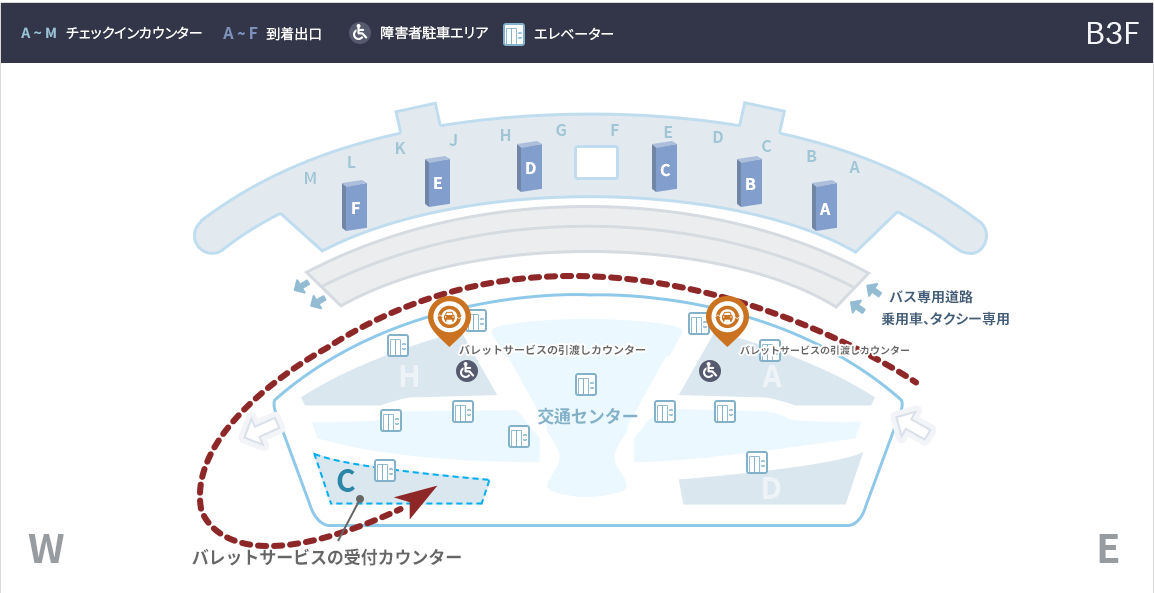 A ~ M チェックインカウンター A ~ F 到着出口 障害者駐車エリア エレベーター B3F
M L K J H G F E D C B A
F E D C B A
バス専用道路
乗用車、タクシー専用
バレットサービスの引渡しカウンター バレットサービスの引渡しカウンター
H A
交通センター
C D
W E
バレットサービスの受付カウンター